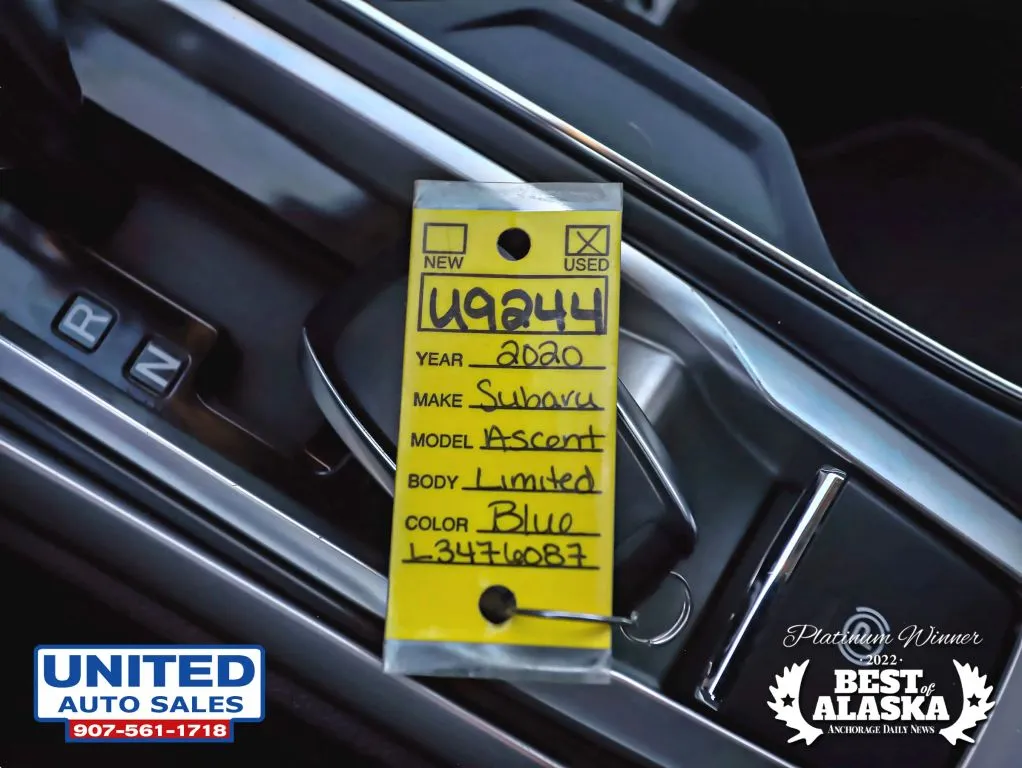 NEW USED
U9244
YEAR 2020
MAKE Subaru
MODEL Ascent
BODY Limited
COLOR Blue
L3476087
R
N
UNITED
AUTO SALES
907-561-1718
Platinum Winner
·2022·
BEST of
ALASKA
ANCHORAGE DAILY NEWS